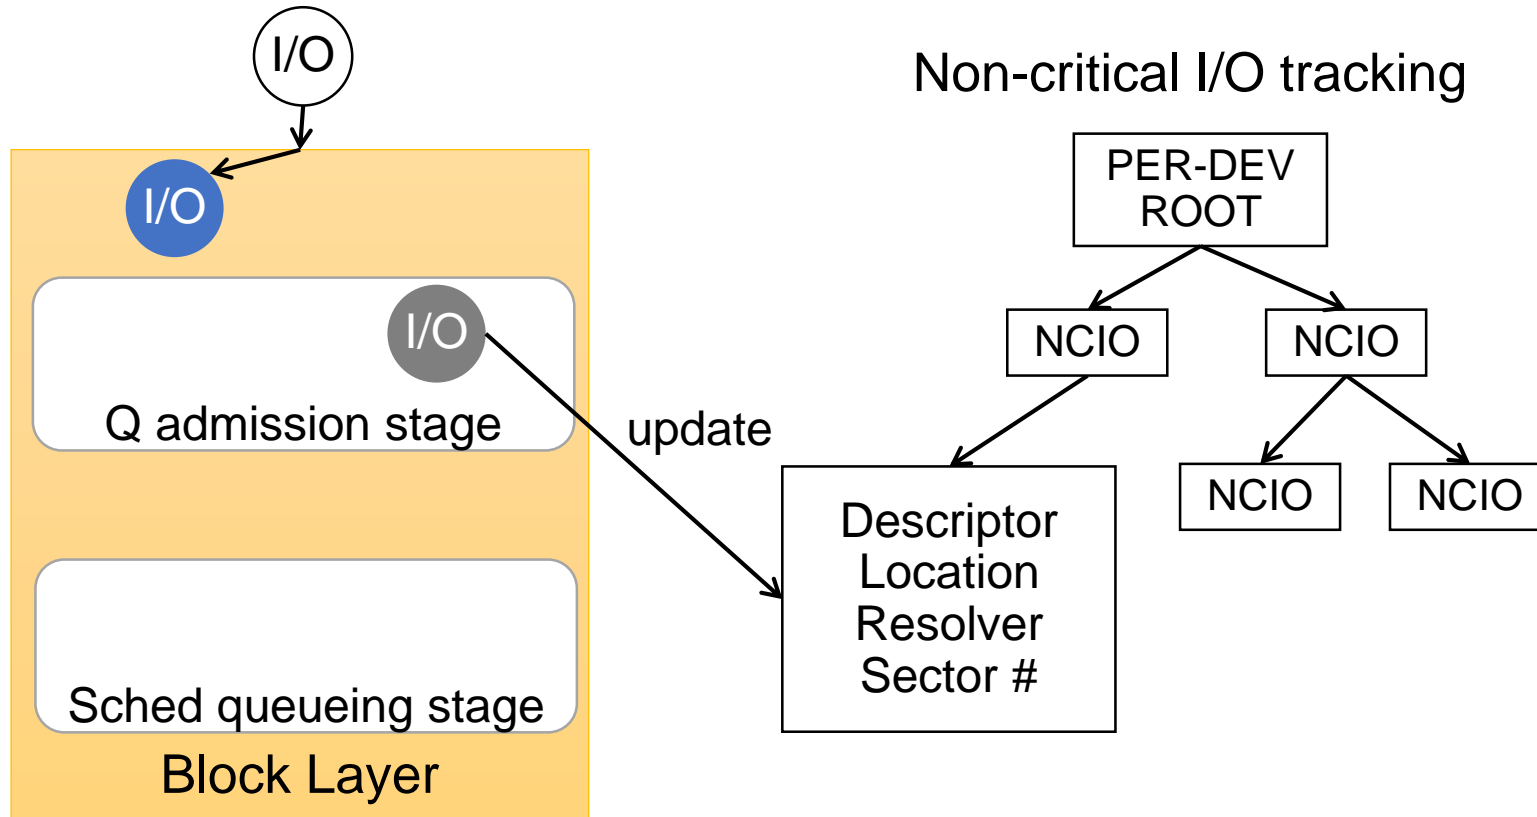 I/O
Non-critical I/O tracking
I/O
PER-DEV
ROOT
I/O
NCIO
NCIO
Q admission stage
update
NCIO
NCIO
Descriptor
Location
Resolver
Sector #
Sched queueing stage
Block Layer